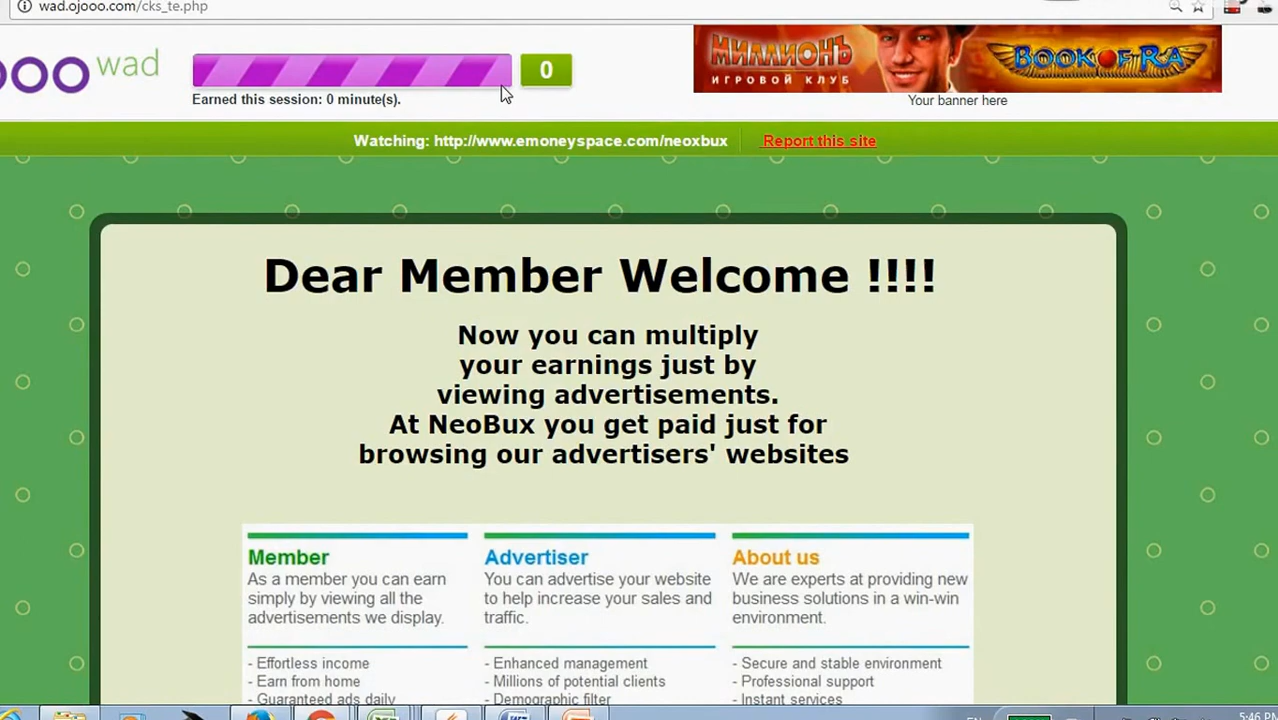 wad.ojooo.com/cks_te.php
ooo wad
0
Earned this session: 0 minute(s).
МИЛЛИОНЪ
ИГРОВОЙ КЛУБ
BOOK OF RA
Your banner here
Watching: http://www.emoneyspace.com/neoxbux
Report this site
Dear Member Welcome !!!!
Now you can multiply
your earnings just by
viewing advertisements.
At NeoBux you get paid just for
browsing our advertisers' websites
Member
As a member you can earn
simply by viewing all the
advertisements we display.
- Effortless income
- Earn from home
- Guaranteed ads daily
Advertiser
You can advertise your website
to help increase your sales and
traffic.
- Enhanced management
- Millions of potential clients
- Demographic filter
About us
We are experts at providing new
business solutions in a win-win
environment.
- Secure and stable environment
- Professional support
- Instant services
EN
5:46 PM